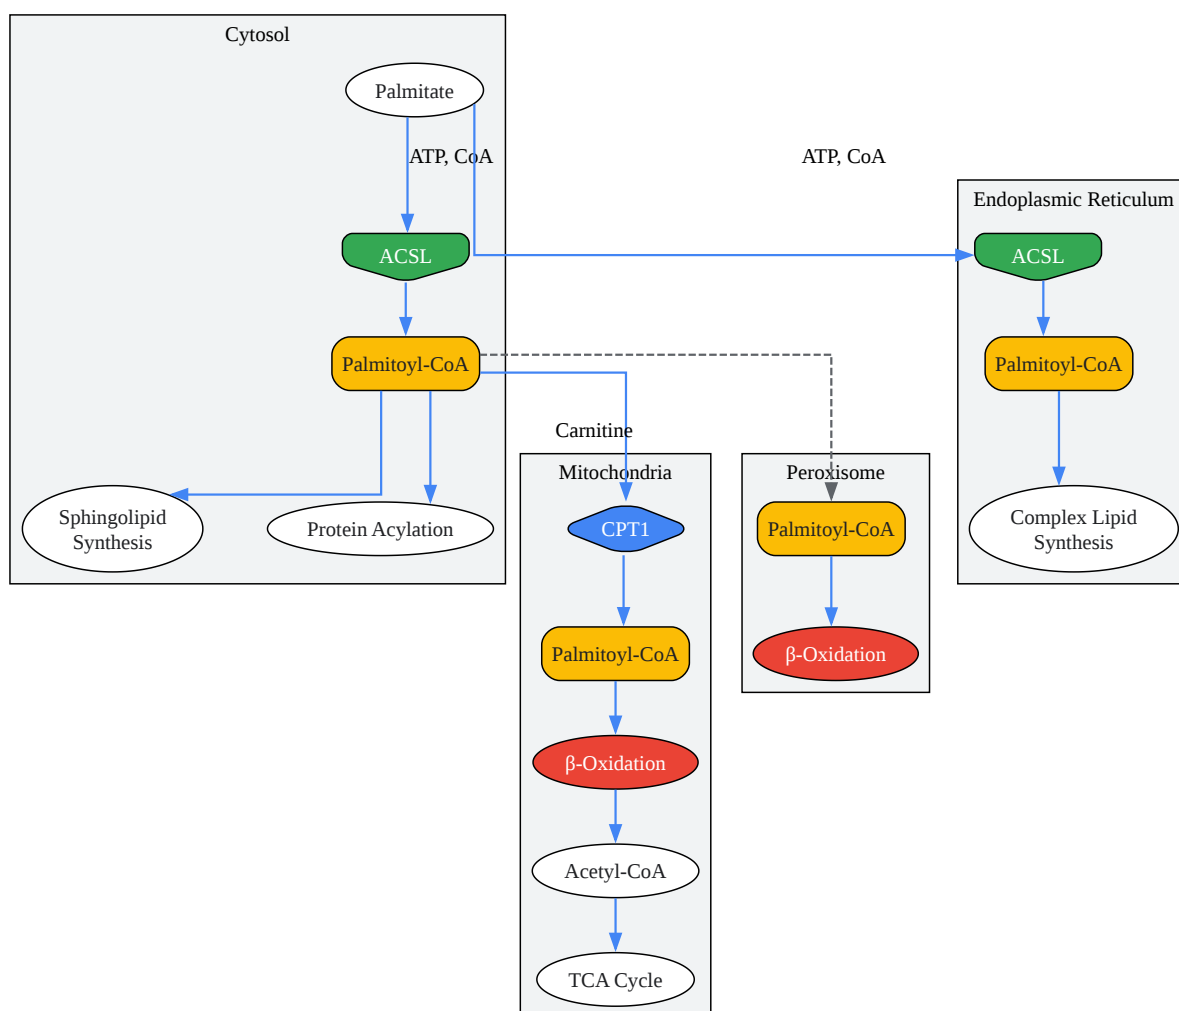 Cytosol
Palmitate
ATP, CoA
ATP, CoA
Endoplasmic Reticulum
ACSL
ACSL
Palmitoyl-CoA
Palmitoyl-CoA
Carnitine
Mitochondria
Peroxisome
Sphingolipid
Synthesis
Protein Acylation
CPT1
Palmitoyl-CoA
Complex Lipid
Synthesis
Palmitoyl-CoA
β-Oxidation
β-Oxidation
Acetyl-CoA
TCA Cycle